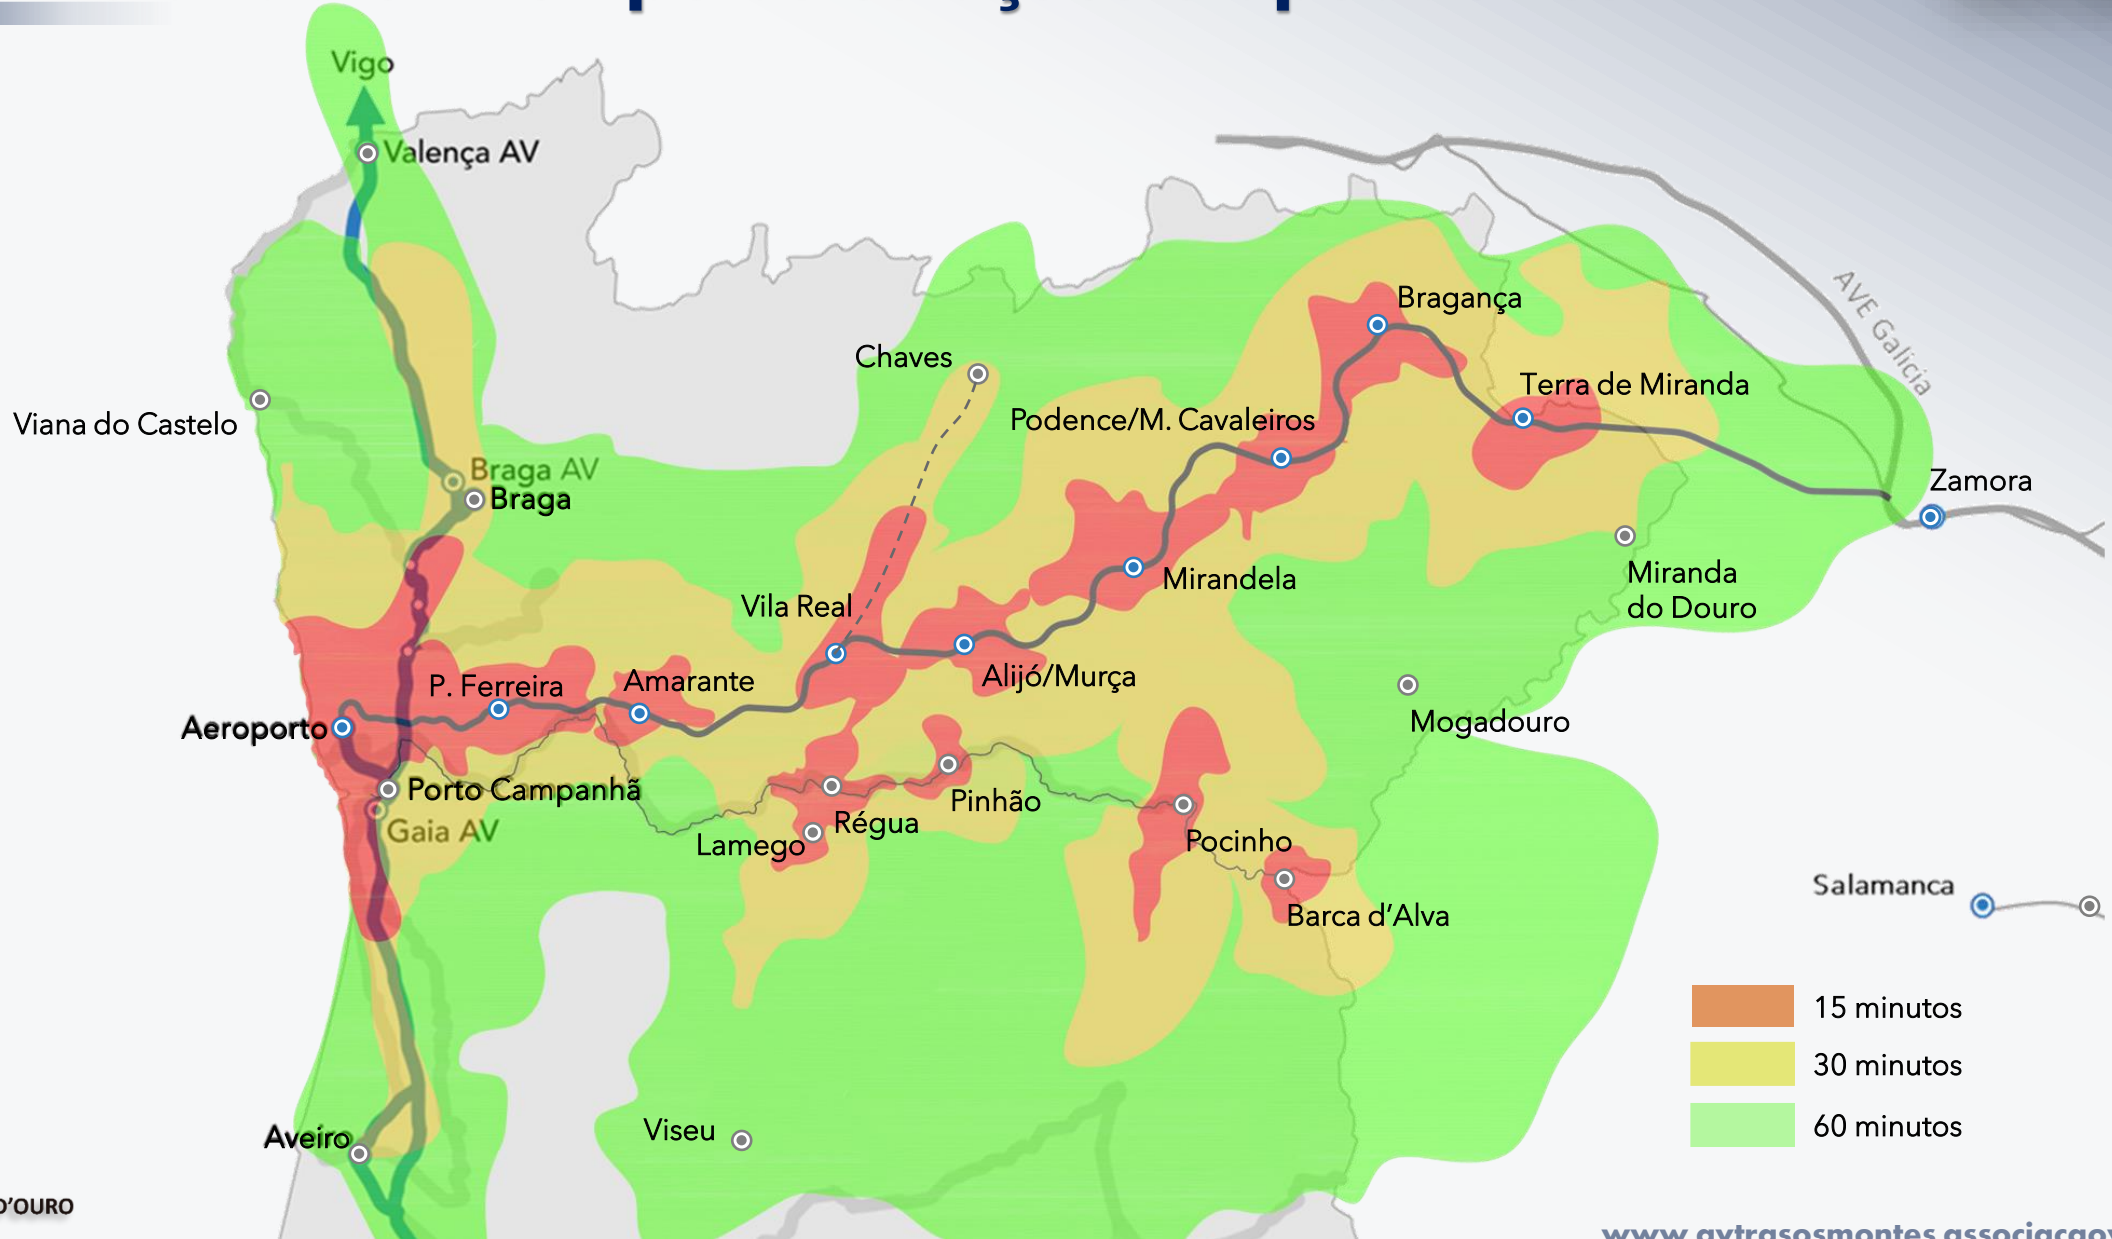 Vigo
Valença AV
AVE Galicia
Bragança
Chaves
Terra de Miranda
Podence/M. Cavaleiros
Viana do Castelo
Braga AV
Braga
Zamora
Mirandela
Miranda
do Douro
Vila Real
Alijó/Murça
P. Ferreira
Amarante
Mogadouro
Aeroporto
Porto Campanhã
Pinhão
Gaia AV
Régua
Lamego
Pocinho
Barca d’Alva
Salamanca
15 minutos
30 minutos
60 minutos
Viseu
Aveiro
D’OURO